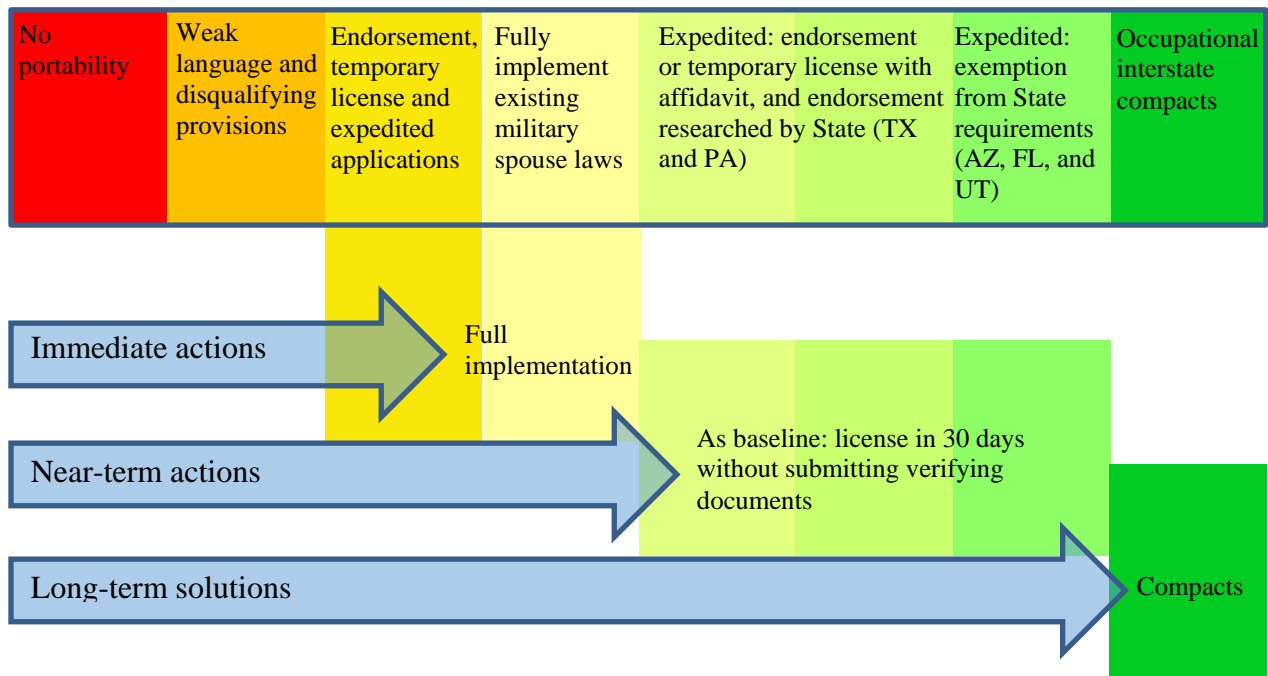 No
portability
Weak
language and
disqualifying
provisions
Endorsement,
temporary
license and
expedited
applications
Fully
implement
existing
military
spouse laws
Expedited: endorsement
or temporary license with
affidavit, and endorsement
researched by State (TX
and PA)
Expedited:
exemption
from State
requirements
(AZ, FL, and
UT)
Occupational
interstate
compacts
Immediate actions
Full
implementation
Near-term actions
As baseline: license in 30 days
without submitting verifying
documents
Long-term solutions
Compacts